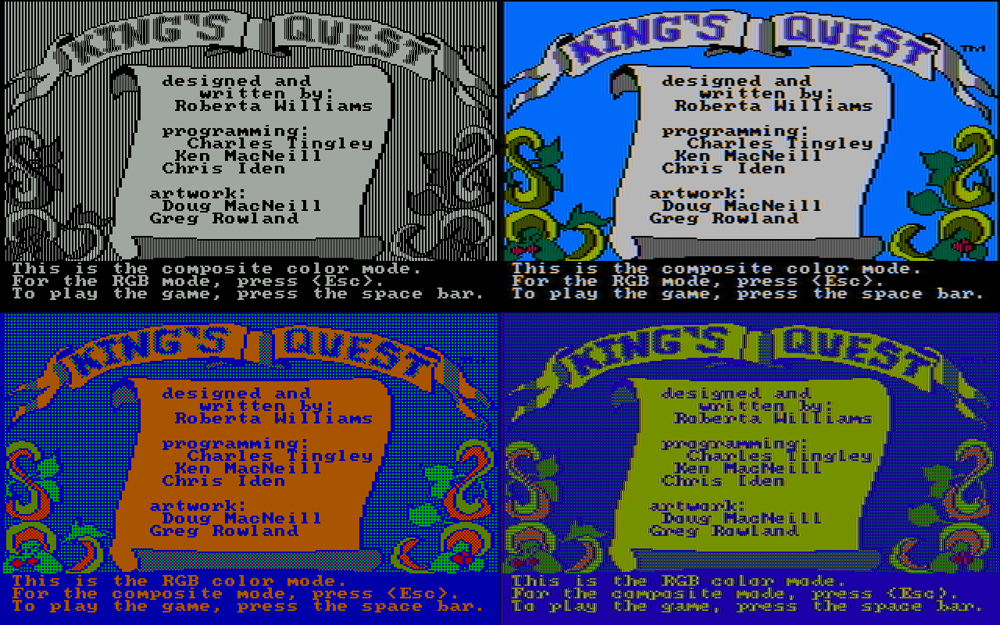 KING'S QUEST
designed and
written by:
Roberta Williams
programming:
Charles Tingley
Ken MacNeill
Chris Iden
artwork:
Doug MacNeill
Greg Rowland
This is the composite color mode.
For the RGB mode, press <Esc>.
To play the game, press the space bar.
KING'S QUEST TM
designed and
written by:
Roberta Williams
programming:
Charles Tingley
Ken MacNeill
Chris Iden
artwork:
Doug MacNeill
Greg Rowland
This is the composite color mode.
For the RGB mode, press <Esc>.
To play the game, press the space bar.
KING'S QUEST
designed and
written by:
Roberta Williams
programming:
Charles Tingley
Ken MacNeill
Chris Iden
artwork:
Doug MacNeill
Greg Rowland
This is the RGB color mode.
For the composite mode, press <Esc>.
To play the game, press the space bar.
KING'S QUEST
designed and
written by:
Roberta Williams
programming:
Charles Tingley
Ken MacNeill
Chris Iden
artwork:
Doug MacNeill
Greg Rowland
This is the RGB color mode.
For the composite mode, press <Esc>.
To play the game, press the space bar.